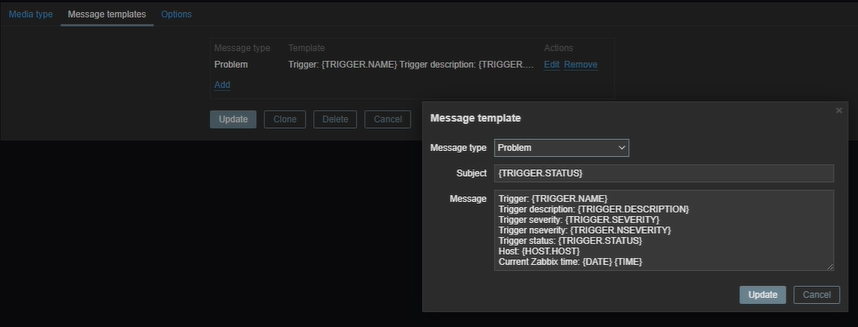 Media type Message templates Options
Message type Template Actions
Problem Trigger: {TRIGGER.NAME} Trigger description: {TRIGGER.... Edit Remove
Add
Update Clone Delete Cancel
Message template
Message type Problem
Subject {TRIGGER.STATUS}
Message Trigger: {TRIGGER.NAME}
Trigger description: {TRIGGER.DESCRIPTION}
Trigger severity: {TRIGGER.SEVERITY}
Trigger nseverity: {TRIGGER.NSEVERITY}
Trigger status: {TRIGGER.STATUS}
Host: {HOST.HOST}
Current Zabbix time: {DATE} {TIME}
Update Cancel